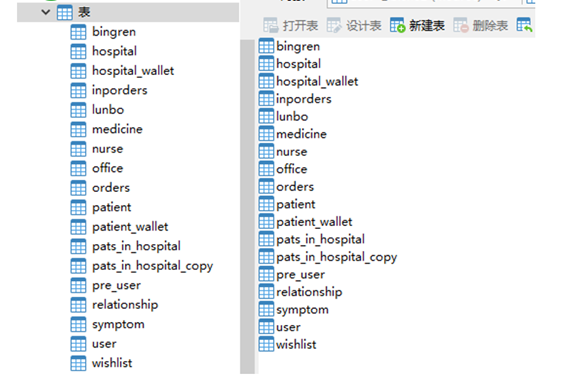 表
bingren
hospital
hospital_wallet
inporders
lunbo
medicine
nurse
office
orders
patient
patient_wallet
pats_in_hospital
pats_in_hospital_copy
pre_user
relationship
symptom
user
wishlist
打开表 设计表 新建表 删除表
bingren
hospital
hospital_wallet
inporders
lunbo
medicine
nurse
office
orders
patient
patient_wallet
pats_in_hospital
pats_in_hospital_copy
pre_user
relationship
symptom
user
wishlist